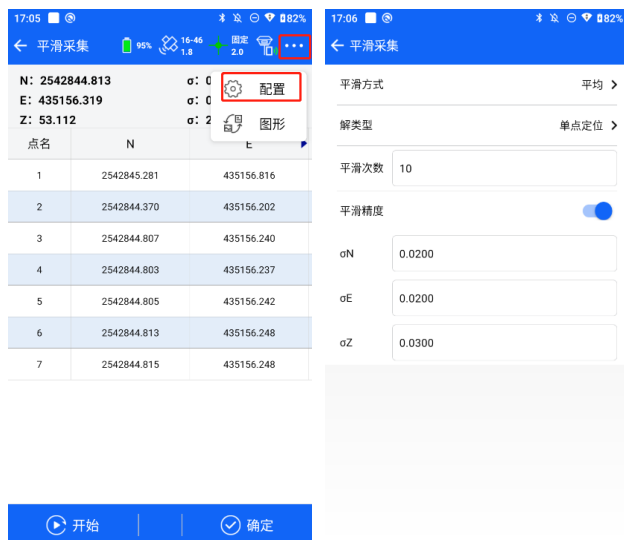 17:05 82%
平滑采集 95% 16-46 1.8 固定 2.0
N: 2542844.813 σ: 0
E: 435156.319 σ: 0
Z: 53.112 σ: 2
配置
图形
点名 N E
1 2542845.281 435156.816
2 2542844.370 435156.202
3 2542844.807 435156.240
4 2542844.803 435156.237
5 2542844.805 435156.242
6 2542844.813 435156.248
7 2542844.815 435156.248
开始 确定
17:06 82%
平滑采集
平滑方式 平均
解类型 单点定位
平滑次数 10
平滑精度
σN 0.0200
σE 0.0200
σZ 0.0300